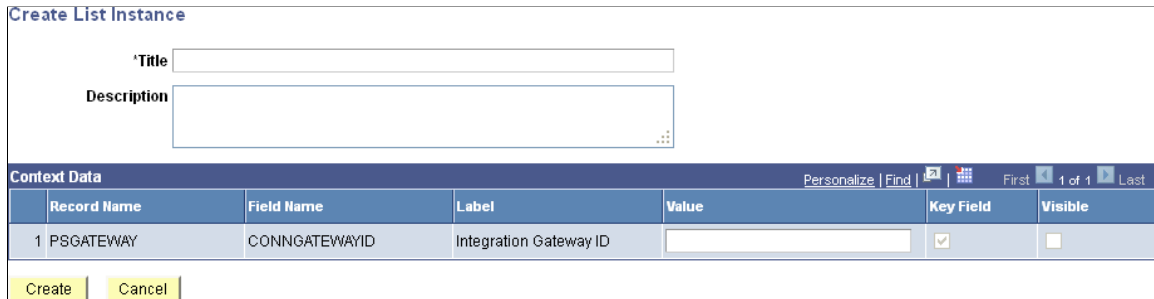 Create List Instance
*Title
Description
Context Data Personalize | Find | | First 1 of 1 Last
Record Name Field Name Label Value Key Field Visible
1 PSGATEWAY CONNGATEWAYID Integration Gateway ID
Create Cancel